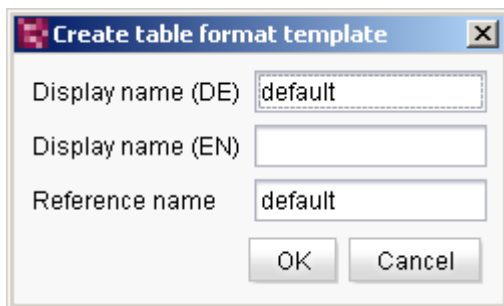 Create table format template
Display name (DE) default
Display name (EN)
Reference name default
OK Cancel